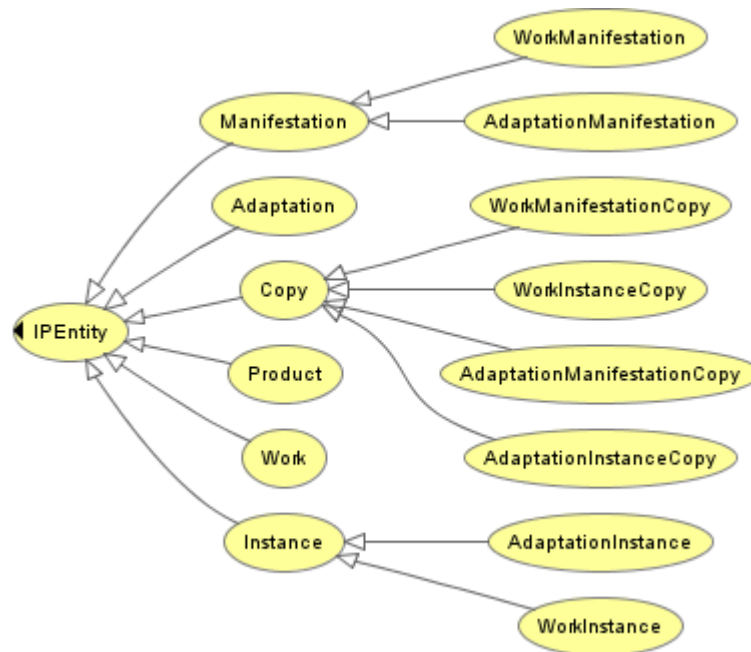 WorkManifestation
Manifestation
AdaptationManifestation
Adaptation
WorkManifestationCopy
Copy
WorkInstanceCopy
IPEntity
Product
AdaptationManifestationCopy
Work
AdaptationInstanceCopy
Instance
AdaptationInstance
WorkInstance